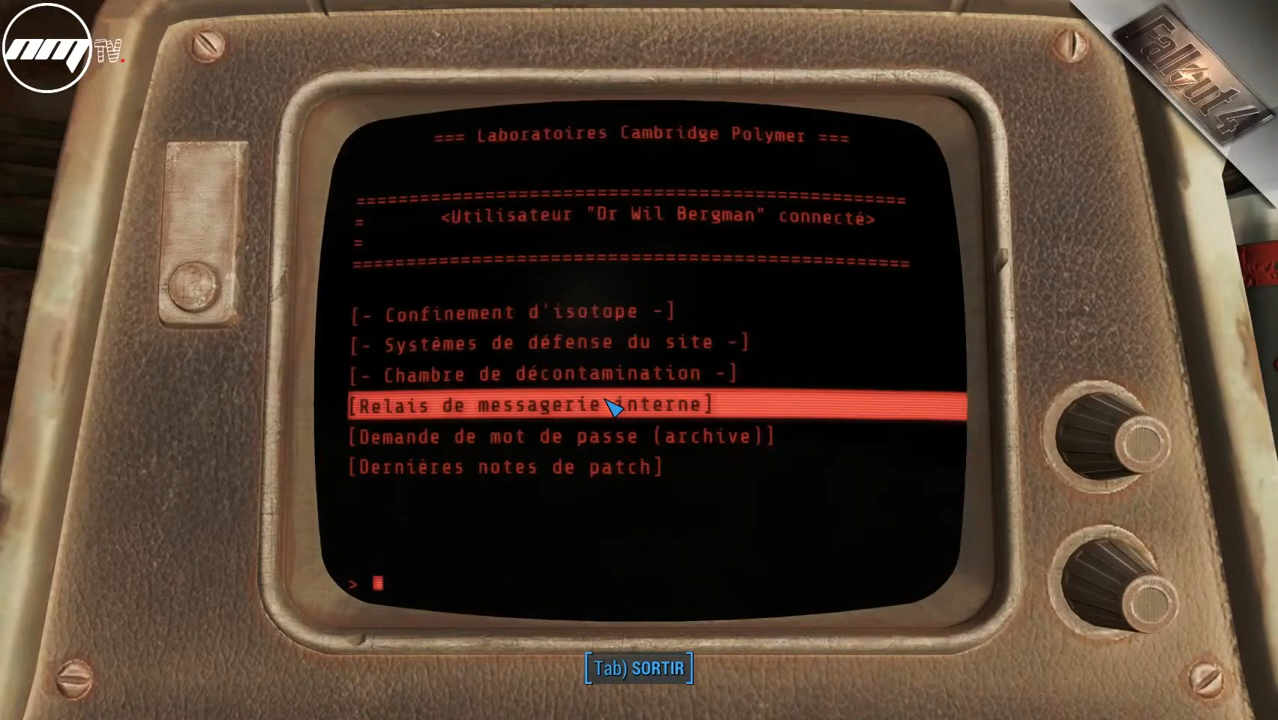 nm TV.
Fallout 4
=== Laboratoires Cambridge Polymer ===
==================================================
= <Utilisateur "Dr Wil Bergman" connecté>
=
==================================================
[- Confinement d'isotope -]
[- Systèmes de défense du site -]
[- Chambre de décontamination -]
[Relais de messagerie interne]
[Demande de mot de passe (archive)]
[Dernières notes de patch]
>
[Tab) SORTIR]